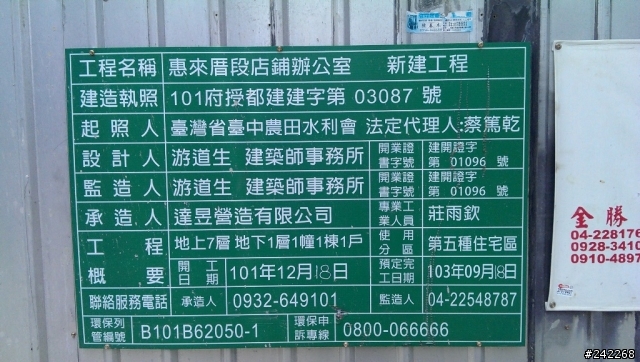 工程名稱 惠來厝段店鋪辦公室 新建工程
建造執照 101府授都建建字第 03087 號
起照人 臺灣省臺中農田水利會 法定代理人:蔡篤乾
設計人 游道生 建築師事務所 開業證書字號 建開證字第 01096 號
監造人 游道生 建築師事務所 開業證書字號 建開證字第 01096 號
承造人 達昱營造有限公司 專業工業人員 莊雨欽
工程概要 地上7層 地下1層1幢1棟1戶 使用分區 第五種住宅區
開工日期 101年12月18日 預定完工日期 103年09月18日
聯絡服務電話 承造人 0932-649101 監造人 04-22548787
環保列管編號 B101B62050-1 環保申訴專線 0800-066666
金勝
04-228176
0928-3410
0910-4897
#242268